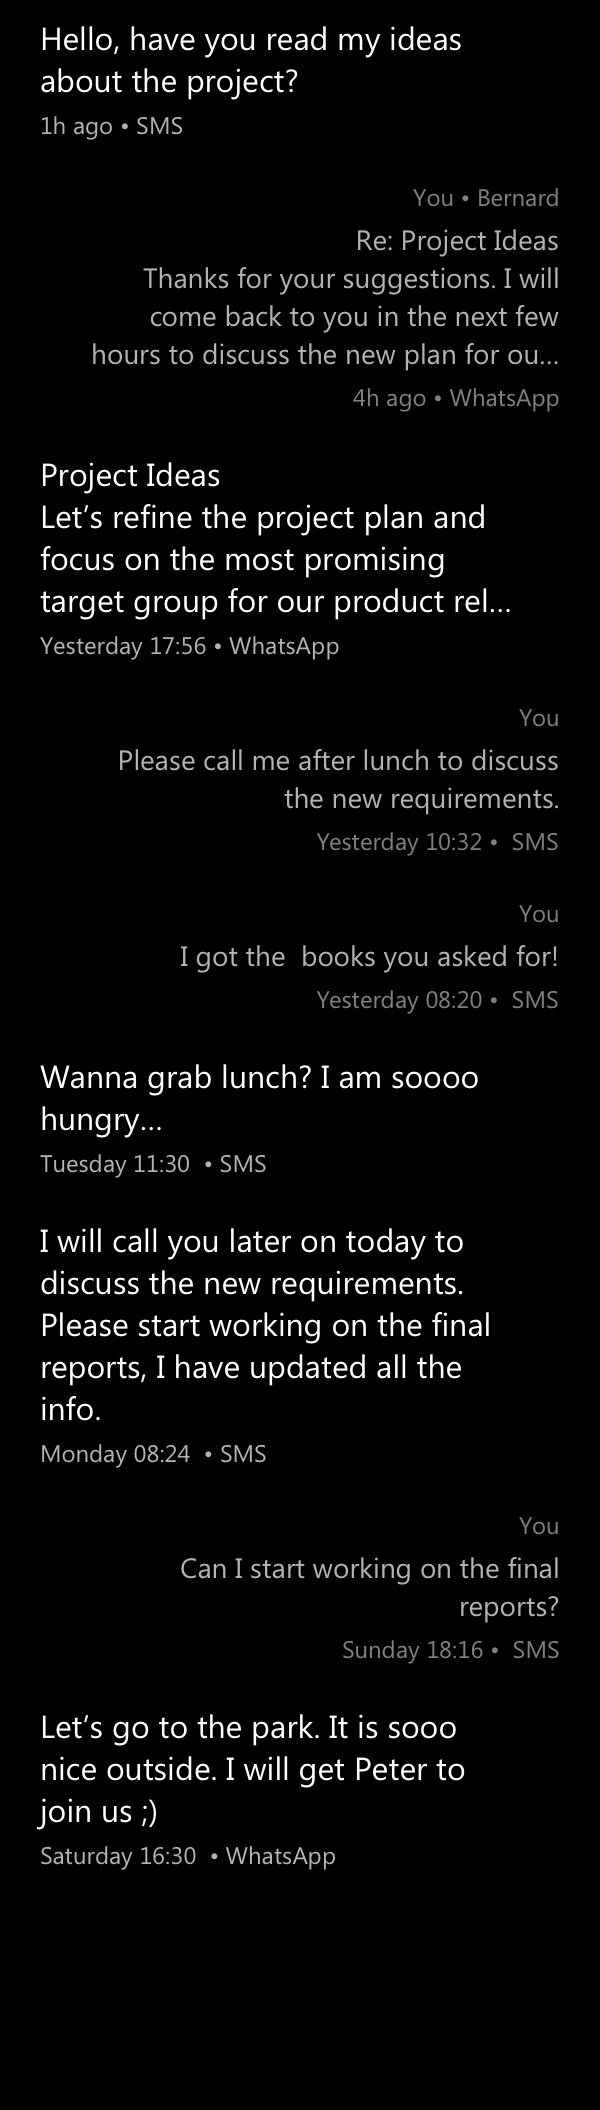 Hello, have you read my ideas
about the project?
1h ago • SMS
You • Bernard
Re: Project Ideas
Thanks for your suggestions. I will
come back to you in the next few
hours to discuss the new plan for ou...
4h ago • WhatsApp
Project Ideas
Let’s refine the project plan and
focus on the most promising
target group for our product rel...
Yesterday 17:56 • WhatsApp
You
Please call me after lunch to discuss
the new requirements.
Yesterday 10:32 • SMS
You
I got the  books you asked for!
Yesterday 08:20 • SMS
Wanna grab lunch? I am soooo
hungry...
Tuesday 11:30 • SMS
I will call you later on today to
discuss the new requirements.
Please start working on the final
reports, I have updated all the
info.
Monday 08:24 • SMS
You
Can I start working on the final
reports?
Sunday 18:16 • SMS
Let’s go to the park. It is sooo
nice outside. I will get Peter to
join us ;)
Saturday 16:30 • WhatsApp